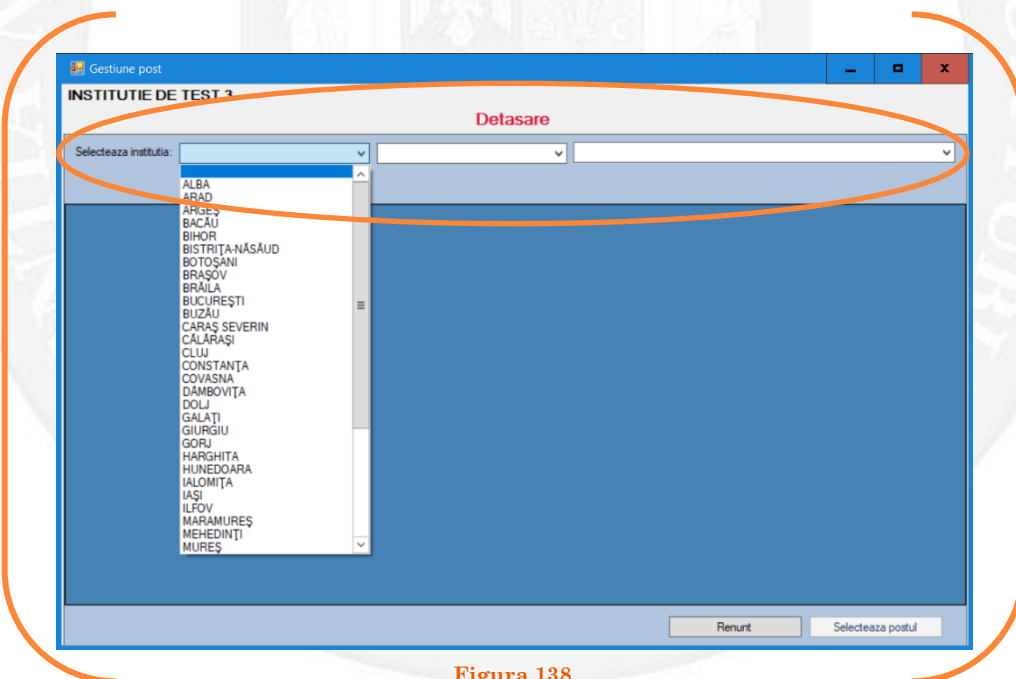 Gestiune post
INSTITUTIE DE TEST 3
Detasare
Selecteaza institutia:
ALBA
ARAD
ARGEŞ
BACĂU
BIHOR
BISTRIŢA-NĂSĂUD
BOTOŞANI
BRAŞOV
BRĂILA
BUCUREŞTI
BUZĂU
CARAŞ SEVERIN
CĂLĂRAŞI
CLUJ
CONSTANŢA
COVASNA
DÂMBOVIŢA
DOLJ
GALAŢI
GIURGIU
GORJ
HARGHITA
HUNEDOARA
IALOMIŢA
IAŞI
ILFOV
MARAMUREŞ
MEHEDINŢI
MUREŞ
Renunt Selecteaza postul
Figura 138